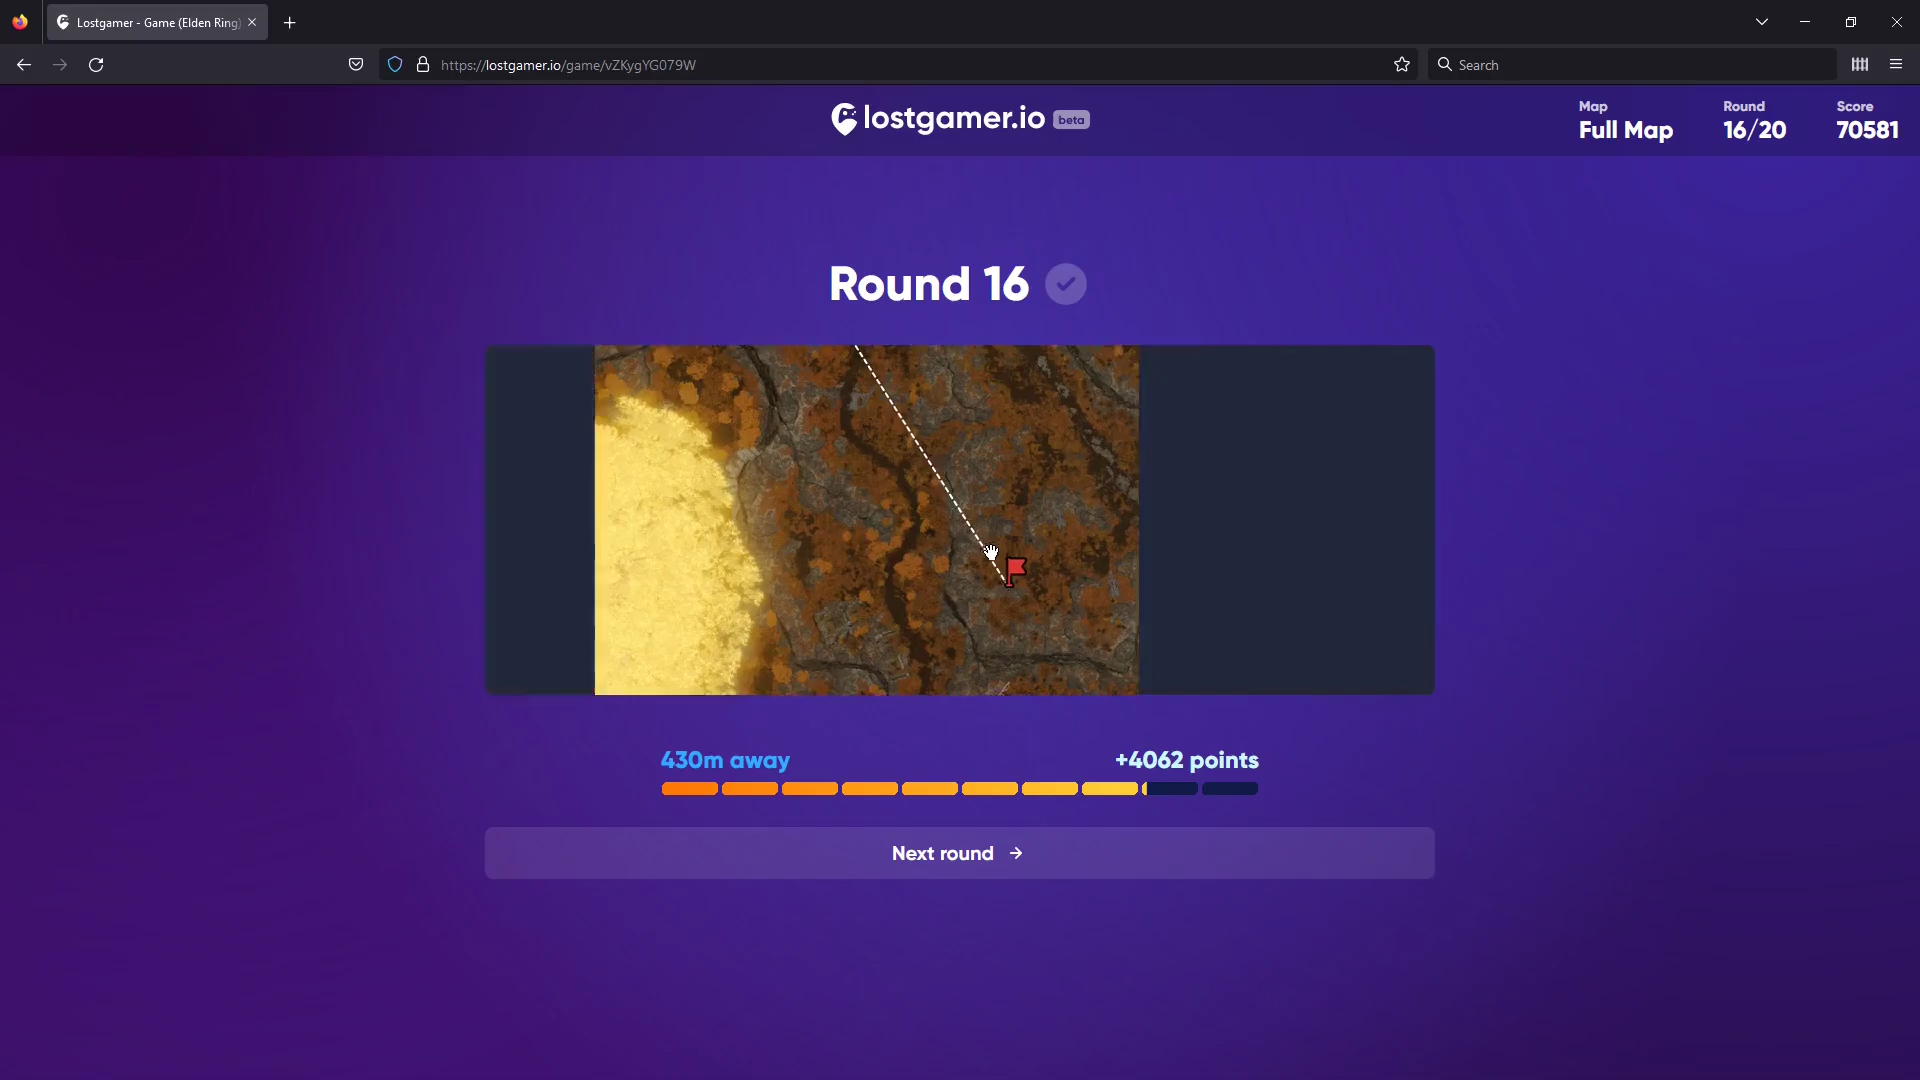 Lostgamer - Game (Elden Ring)
https://lostgamer.io/game/vZKygYG079W
Search
lostgamer.io beta
Map
Full Map
Round
16/20
Score
70581
Round 16
430m away
+4062 points
Next round